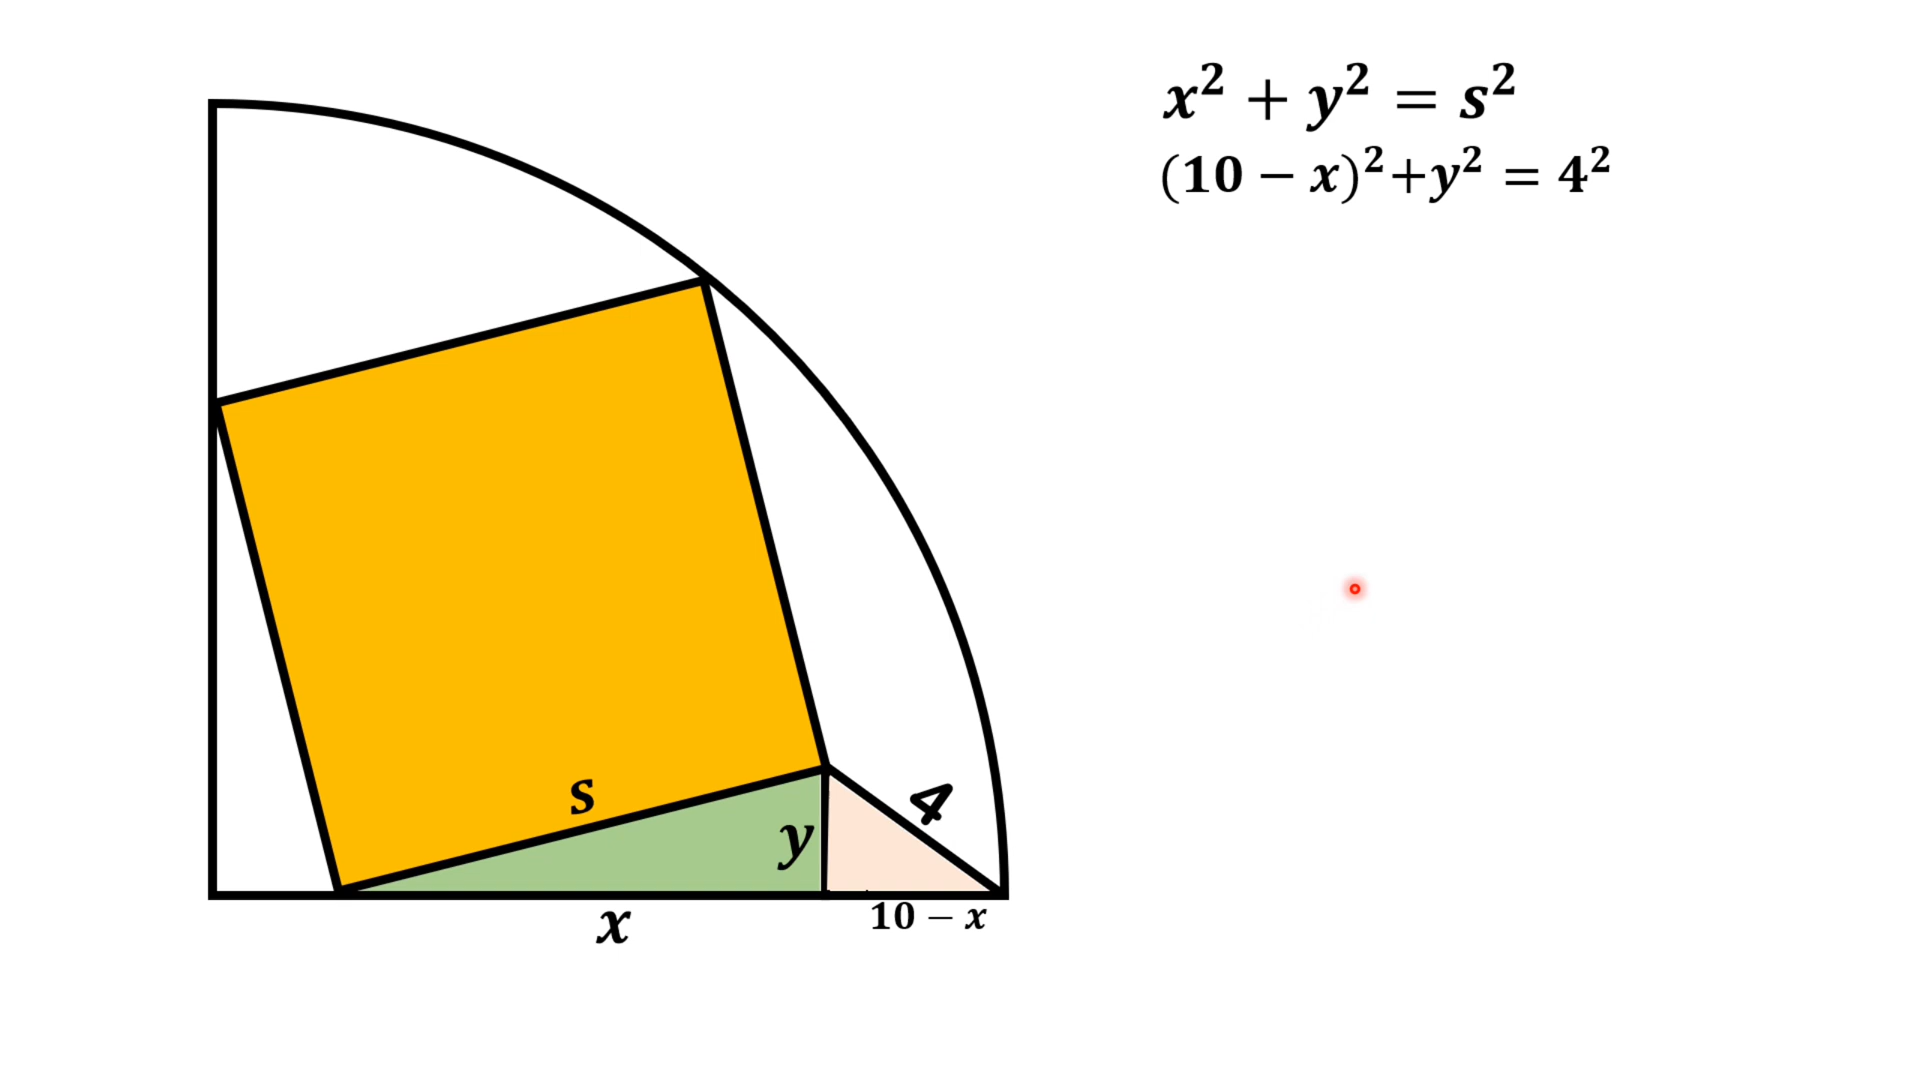 x² + y² = s²
(10 − x)²+y² = 4²
s
4
y
x
10 − x